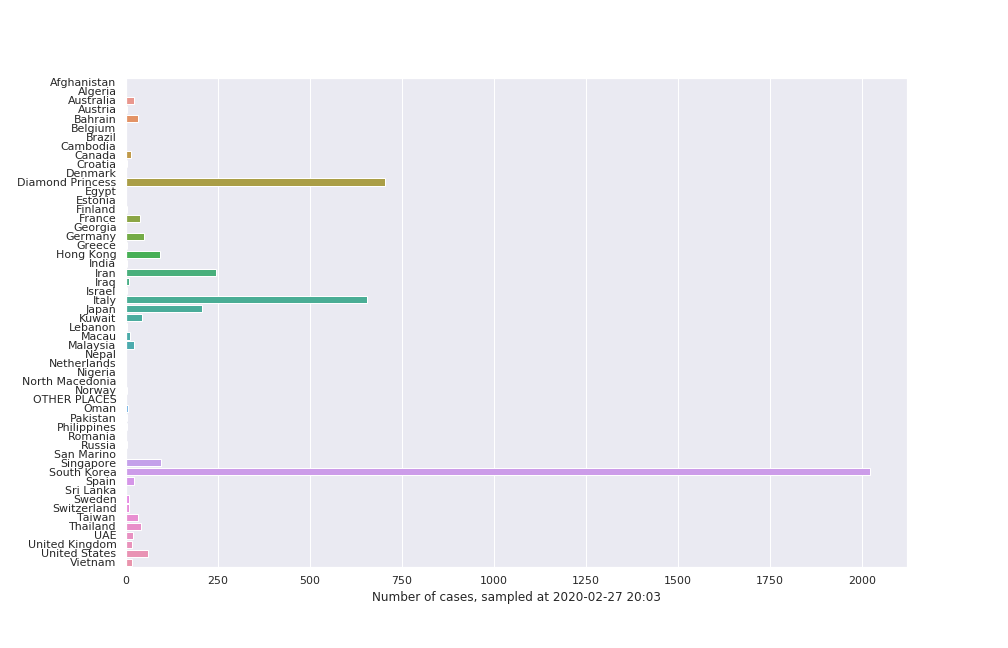 Afghanistan
Algeria
Australia
Austria
Bahrain
Belgium
Brazil
Cambodia
Canada
Croatia
Denmark
Diamond Princess
Egypt
Estonia
Finland
France
Georgia
Germany
Greece
Hong Kong
India
Iran
Iraq
Israel
Italy
Japan
Kuwait
Lebanon
Macau
Malaysia
Nepal
Netherlands
Nigeria
North Macedonia
Norway
OTHER PLACES
Oman
Pakistan
Philippines
Romania
Russia
San Marino
Singapore
South Korea
Spain
Sri Lanka
Sweden
Switzerland
Taiwan
Thailand
UAE
United Kingdom
United States
Vietnam
0 250 500 750 1000 1250 1500 1750 2000
Number of cases, sampled at 2020-02-27 20:03